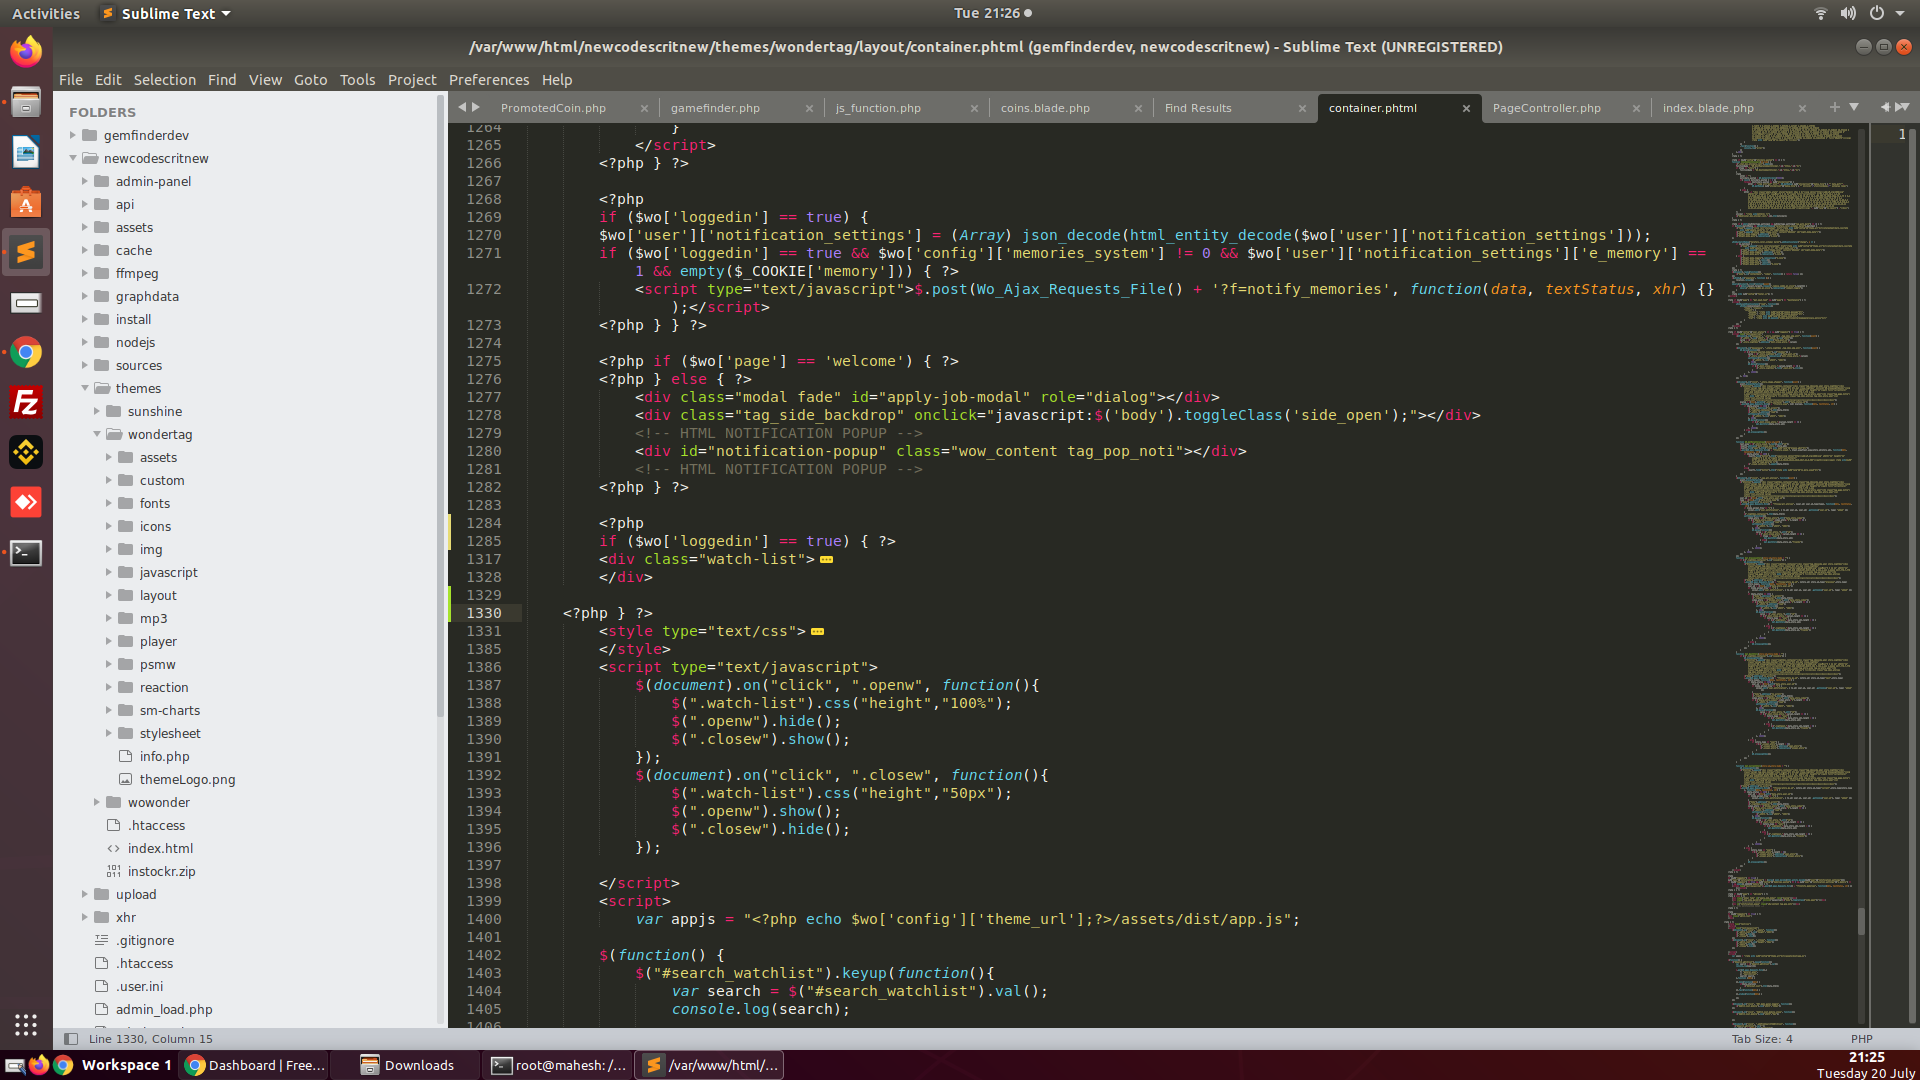 Activities
Sublime Text
Tue 21:26
/var/www/html/newcodescritnew/themes/wondertag/layout/container.phtml (gemfinderdev, newcodescritnew) - Sublime Text (UNREGISTERED)
File Edit Selection Find View Goto Tools Project Preferences Help
FOLDERS
gemfinderdev
newcodescritnew
admin-panel
api
assets
cache
ffmpeg
graphdata
install
nodejs
sources
themes
sunshine
wondertag
assets
custom
fonts
icons
img
javascript
layout
mp3
player
psmw
reaction
sm-charts
stylesheet
info.php
themeLogo.png
wowonder
.htaccess
index.html
instockr.zip
upload
xhr
.gitignore
.htaccess
.user.ini
admin_load.php
PromotedCoin.php × gamefinder.php × js_function.php × coins.blade.php × Find Results × container.phtml × PageController.php × index.blade.php ×
1264 }
1265 </script>
1266 <?php } ?>
1267
1268 <?php
1269 if ($wo['loggedin'] == true) {
1270 $wo['user']['notification_settings'] = (Array) json_decode(html_entity_decode($wo['user']['notification_settings']));
1271 if ($wo['loggedin'] == true && $wo['config']['memories_system'] != 0 && $wo['user']['notification_settings']['e_memory'] ==
1 && empty($_COOKIE['memory'])) { ?>
1272 <script type="text/javascript">$.post(Wo_Ajax_Requests_File() + '?f=notify_memories', function(data, textStatus, xhr) {}
);</script>
1273 <?php } } ?>
1274
1275 <?php if ($wo['page'] == 'welcome') { ?>
1276 <?php } else { ?>
1277 <div class="modal fade" id="apply-job-modal" role="dialog"></div>
1278 <div class="tag_side_backdrop" onclick="javascript:$('body').toggleClass('side_open');"></div>
1279 <!-- HTML NOTIFICATION POPUP -->
1280 <div id="notification-popup" class="wow_content tag_pop_noti"></div>
1281 <!-- HTML NOTIFICATION POPUP -->
1282 <?php } ?>
1283
1284 <?php
1285 if ($wo['loggedin'] == true) { ?>
1317 <div class="watch-list">
1328 </div>
1329
1330 <?php } ?>
1331 <style type="text/css">
1385 </style>
1386 <script type="text/javascript">
1387 $(document).on("click", ".openw", function(){
1388 $(".watch-list").css("height","100%");
1389 $(".openw").hide();
1390 $(".closew").show();
1391 });
1392 $(document).on("click", ".closew", function(){
1393 $(".watch-list").css("height","50px");
1394 $(".openw").show();
1395 $(".closew").hide();
1396 });
1397
1398 </script>
1399 <script>
1400 var appjs = "<?php echo $wo['config']['theme_url'];?>/assets/dist/app.js";
1401
1402 $(function() {
1403 $("#search_watchlist").keyup(function(){
1404 var search = $("#search_watchlist").val();
1405 console.log(search);
1406
1
Line 1330, Column 15
Tab Size: 4
PHP
Workspace 1
Dashboard | Free...
Downloads
root@mahesh: /...
/var/www/html/...
21:25
Tuesday 20 July